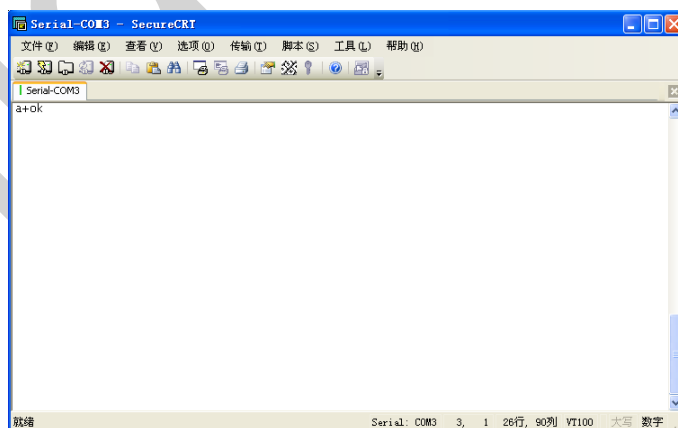 Serial-COM3 - SecureCRT
文件(F) 编辑(E) 查看(V) 选项(O) 传输(T) 脚本(S) 工具(L) 帮助(H)
Serial-COM3
a+ok
就绪 Serial: COM3 3, 1 26行, 90列 VT100 大写 数字